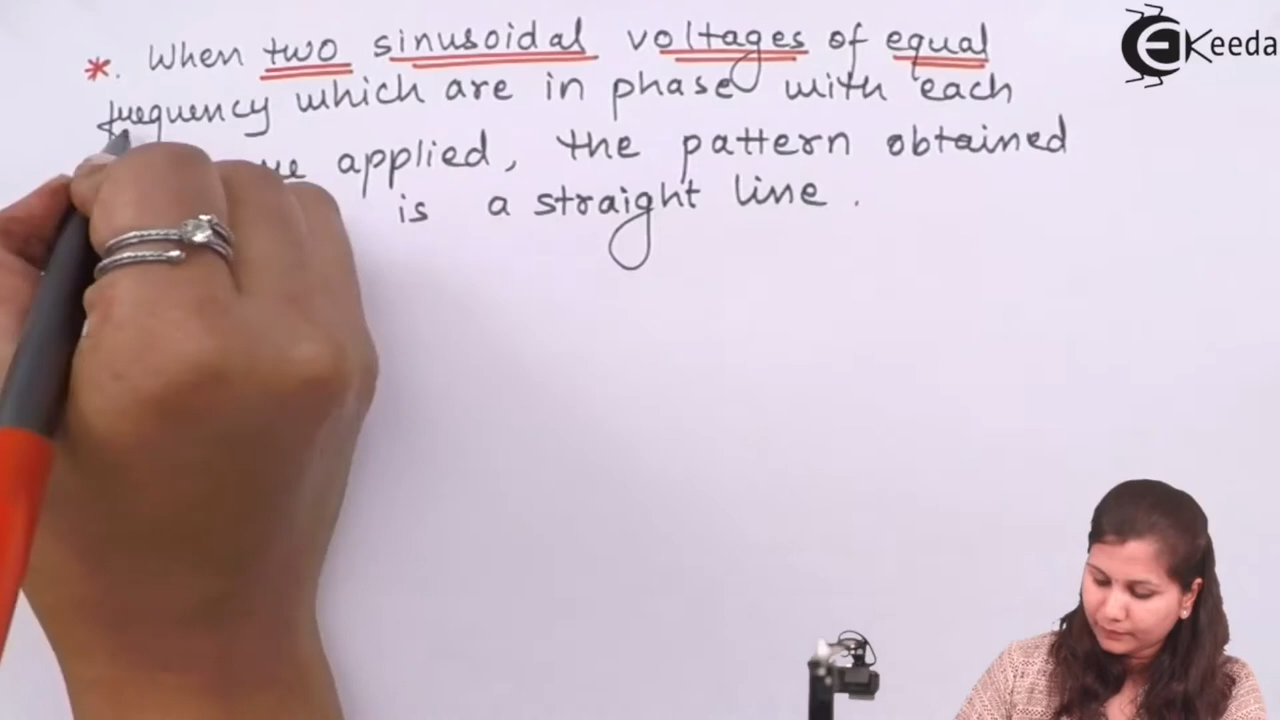 *. When two sinusoidal voltages of equal
frequency which are in phase with each
applied, the pattern obtained
is a straight line.
Keeda